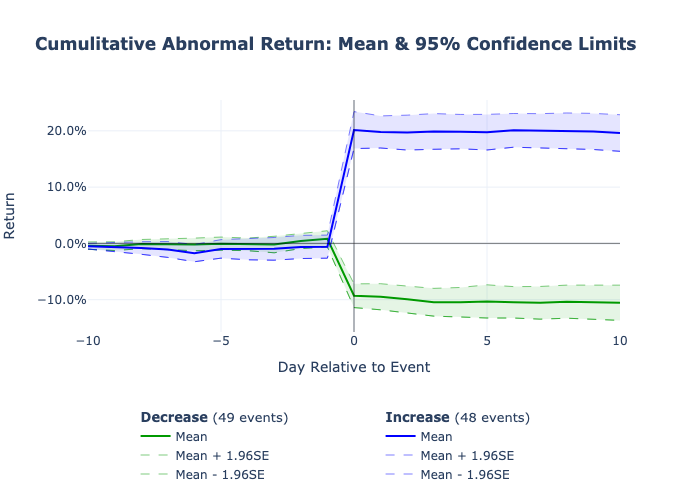 Cumulitative Abnormal Return: Mean & 95% Confidence Limits
Return
20.0%
10.0%
0.0%
−10.0%
−10 −5 0 5 10
Day Relative to Event
Decrease (49 events) Increase (48 events)
Mean Mean
Mean + 1.96SE Mean + 1.96SE
Mean - 1.96SE Mean - 1.96SE